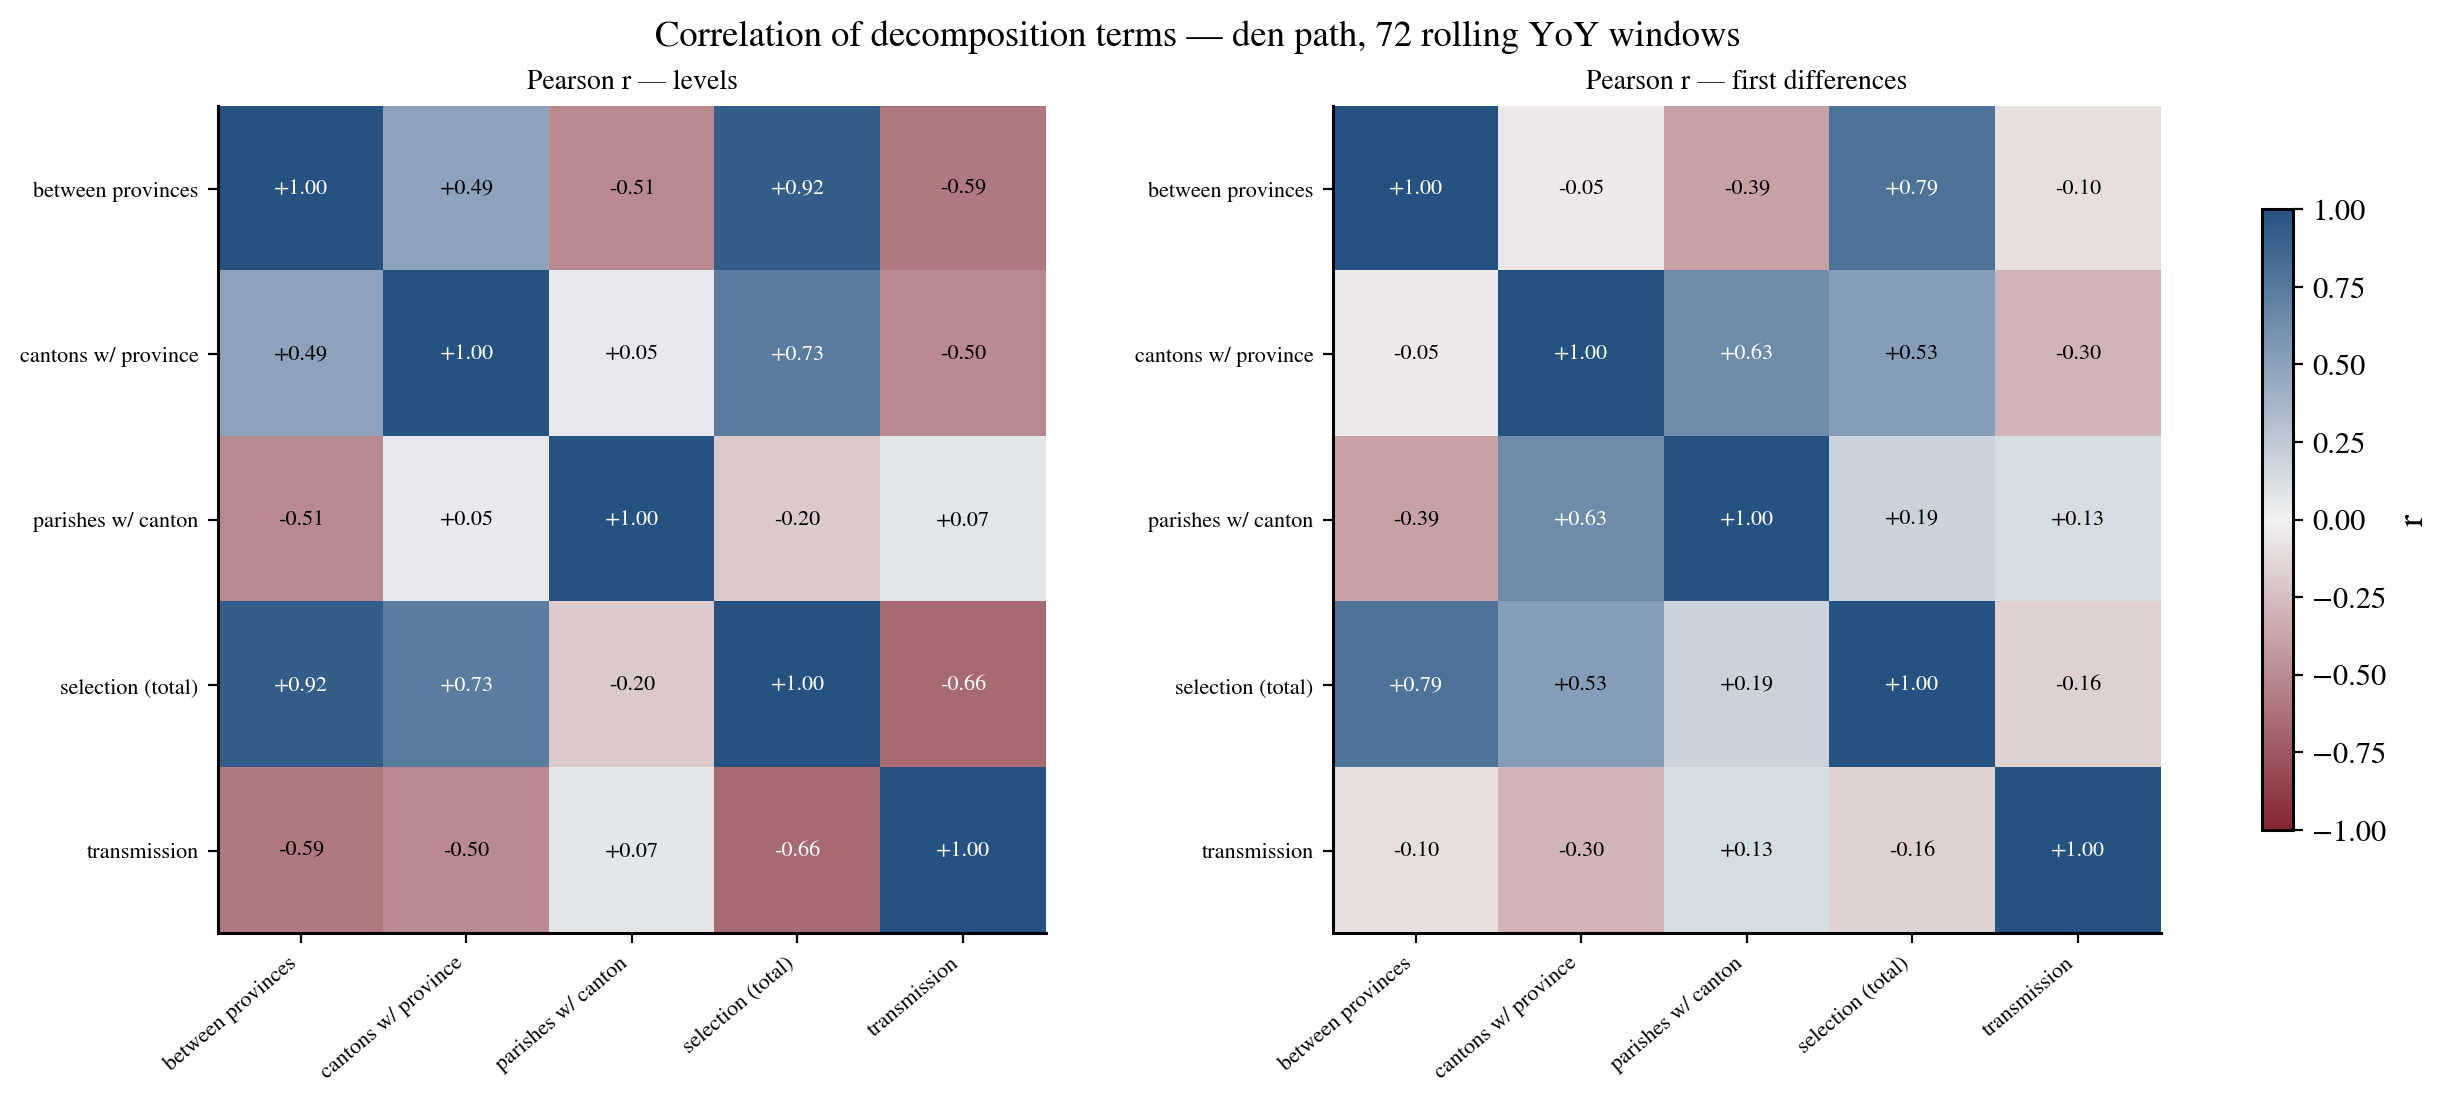 Correlation of decomposition terms — den path, 72 rolling YoY windows
Pearson r — levels
between provinces +1.00 +0.49 -0.51 +0.92 -0.59
cantons w/ province +0.49 +1.00 +0.05 +0.73 -0.50
parishes w/ canton -0.51 +0.05 +1.00 -0.20 +0.07
selection (total) +0.92 +0.73 -0.20 +1.00 -0.66
transmission -0.59 -0.50 +0.07 -0.66 +1.00
between provinces
cantons w/ province
parishes w/ canton
selection (total)
transmission
Pearson r — first differences
between provinces +1.00 -0.05 -0.39 +0.79 -0.10
cantons w/ province -0.05 +1.00 +0.63 +0.53 -0.30
parishes w/ canton -0.39 +0.63 +1.00 +0.19 +0.13
selection (total) +0.79 +0.53 +0.19 +1.00 -0.16
transmission -0.10 -0.30 +0.13 -0.16 +1.00
between provinces
cantons w/ province
parishes w/ canton
selection (total)
transmission
1.00
0.75
0.50
0.25
0.00
−0.25
−0.50
−0.75
−1.00
r